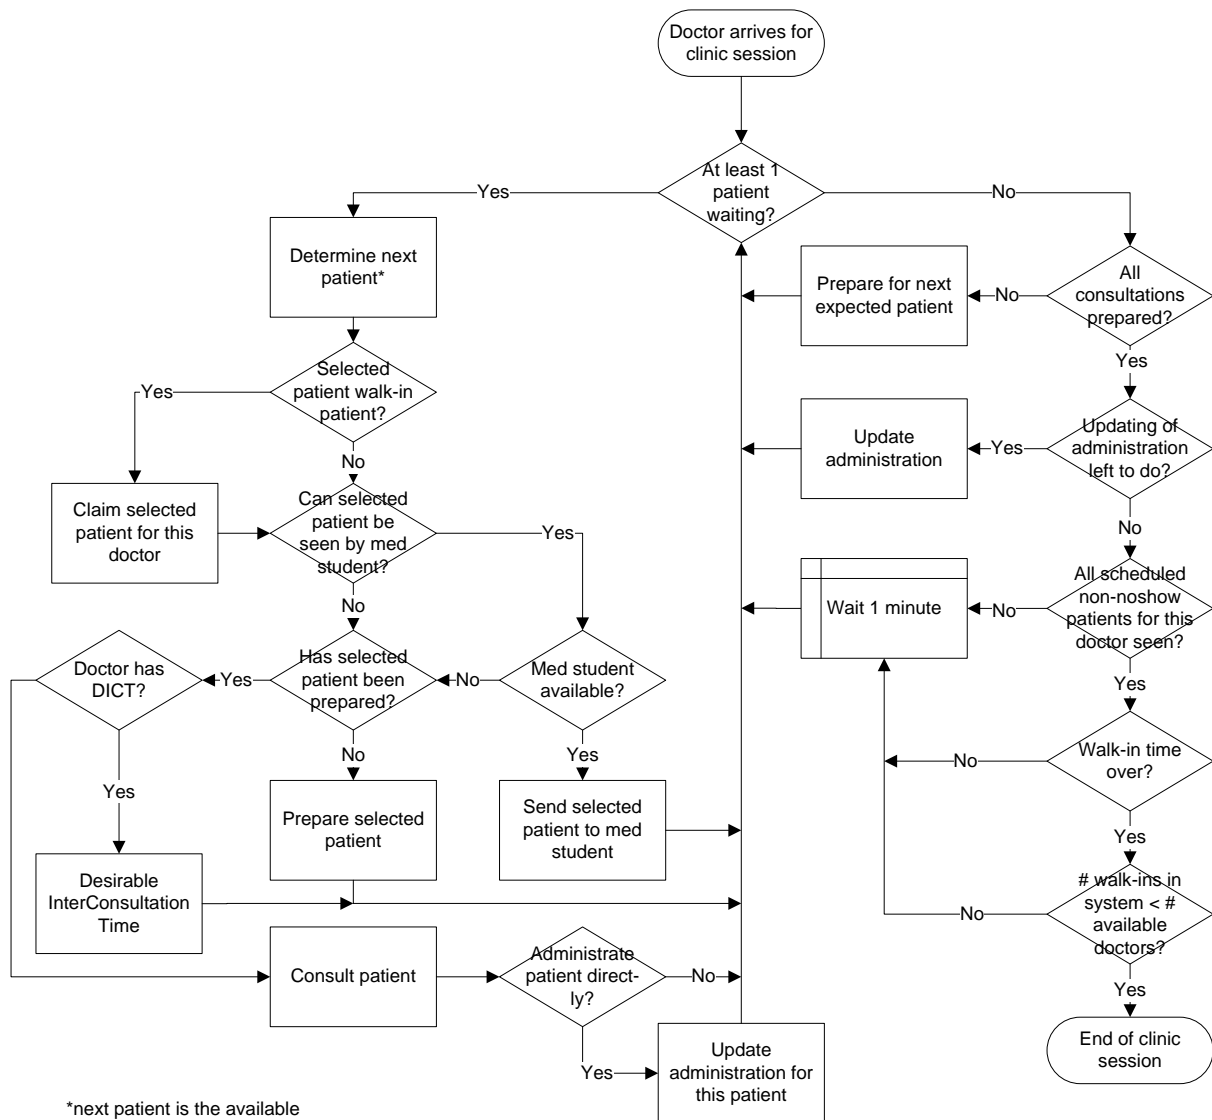 Doctor arrives for
clinic session
At least 1
patient
waiting?
Yes
No
Determine next
patient*
Prepare for next
expected patient
No
All
consultations
prepared?
Yes
Selected
patient walk-in
patient?
Yes
No
Update
administration
Yes
Updating of
administration
left to do?
No
Claim selected
patient for this
doctor
Can selected
patient be
seen by med
student?
Yes
No
Wait 1 minute
No
All scheduled
non-noshow
patients for this
doctor seen?
Yes
Doctor has
DICT?
Yes
Has selected
patient been
prepared?
No
Med student
available?
No
Yes
Yes
Walk-in time
over?
No
Yes
Prepare selected
patient
Send selected
patient to med
student
Desirable
InterConsultation
Time
# walk-ins in
system < #
available
doctors?
No
Yes
Consult patient
Administrate
patient direct-
ly?
No
Yes
Update
administration for
this patient
End of clinic
session
*next patient is the available